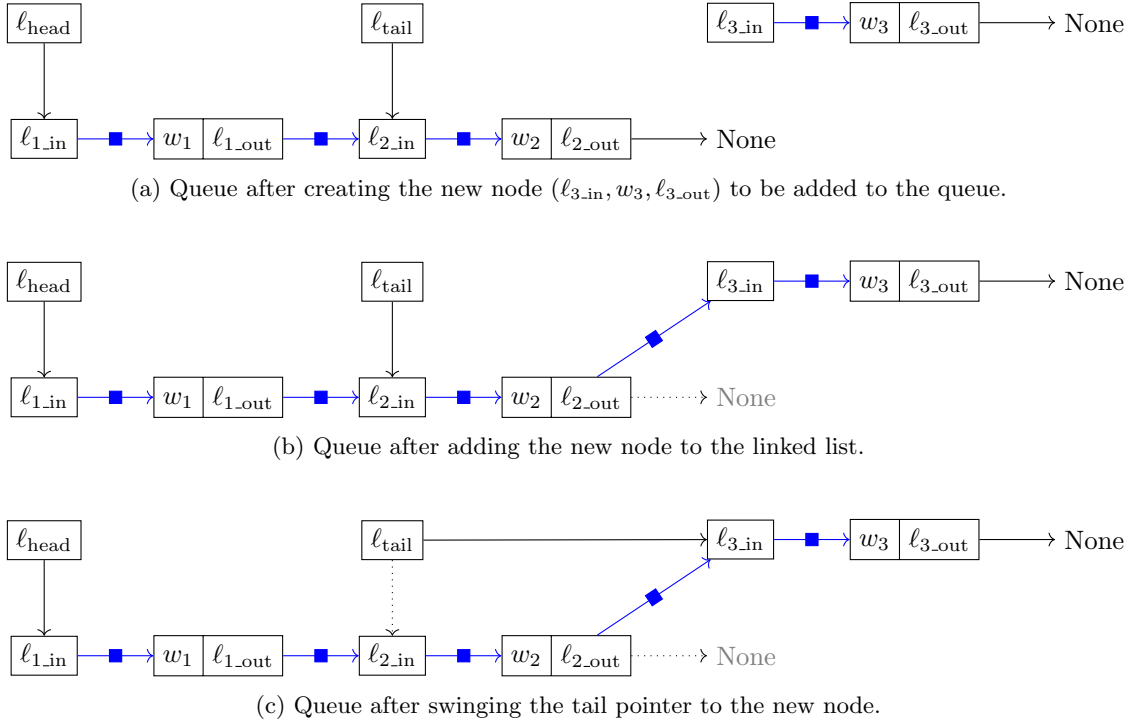 ℓhead ℓtail ℓ3_in w3 ℓ3_out None
ℓ1_in w1 ℓ1_out ℓ2_in w2 ℓ2_out None
(a) Queue after creating the new node (ℓ3_in, w3, ℓ3_out) to be added to the queue.
ℓhead ℓtail ℓ3_in w3 ℓ3_out None
ℓ1_in w1 ℓ1_out ℓ2_in w2 ℓ2_out None
(b) Queue after adding the new node to the linked list.
ℓhead ℓtail ℓ3_in w3 ℓ3_out None
ℓ1_in w1 ℓ1_out ℓ2_in w2 ℓ2_out None
(c) Queue after swinging the tail pointer to the new node.